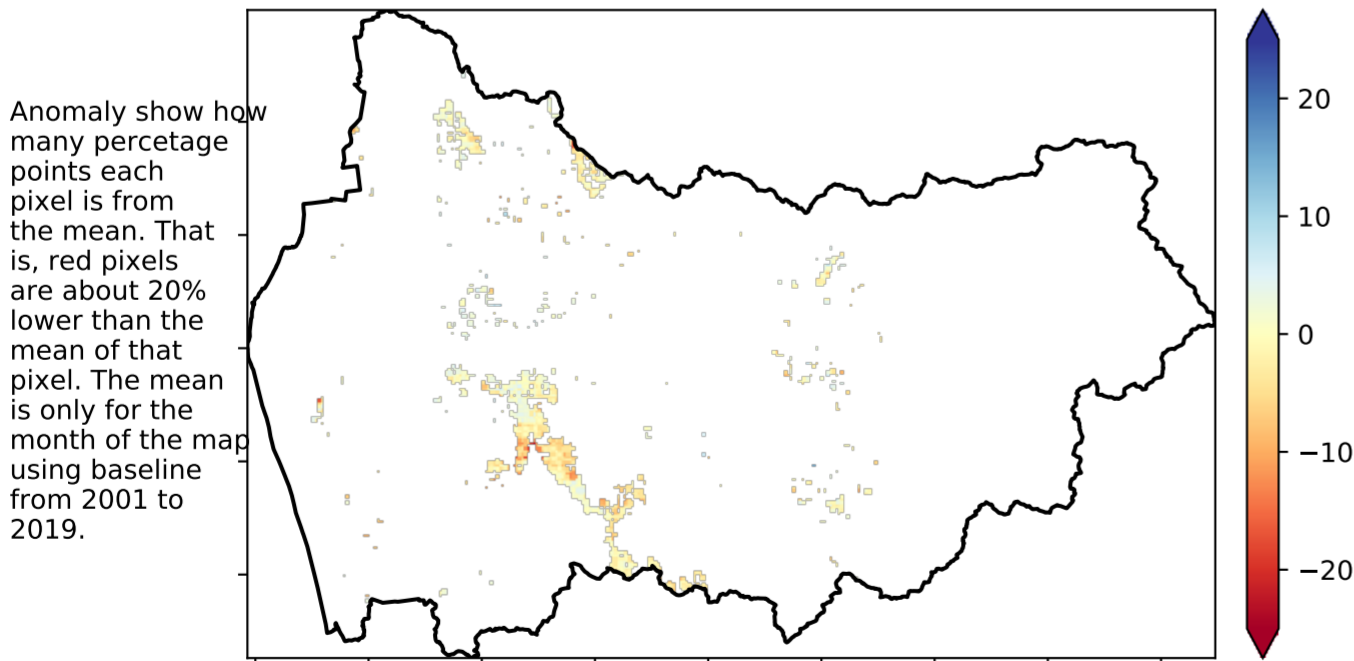 Anomaly show how
many percetage
points each
pixel is from
the mean. That
is, red pixels
are about 20%
lower than the
mean of that
pixel. The mean
is only for the
month of the map
using baseline
from 2001 to
2019.
20
10
0
−10
−20